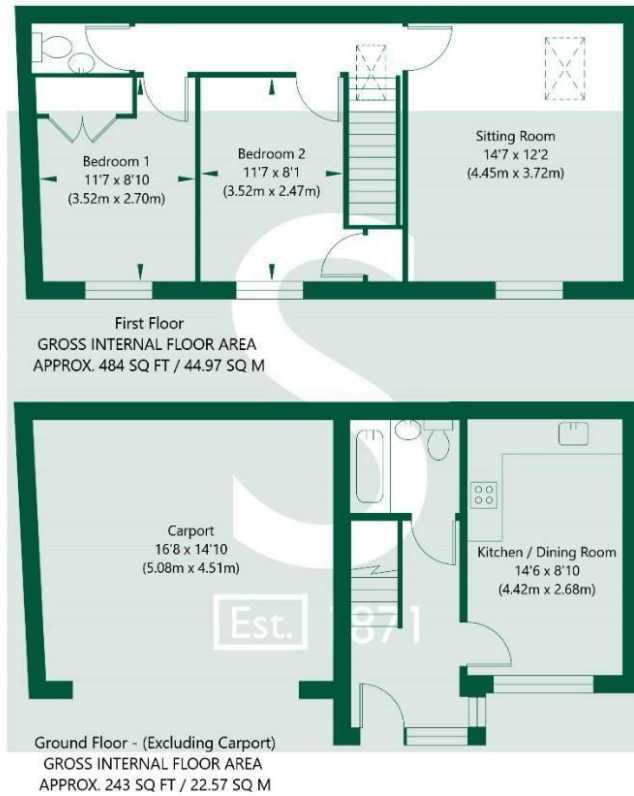 Bedroom 1
11'7 x 8'10
(3.52m x 2.70m)
Bedroom 2
11'7 x 8'1
(3.52m x 2.47m)
Sitting Room
14'7 x 12'2
(4.45m x 3.72m)
First Floor
GROSS INTERNAL FLOOR AREA
APPROX. 484 SQ FT / 44.97 SQ M
S
Carport
16'8 x 14'10
(5.08m x 4.51m)
Kitchen / Dining Room
14'6 x 8'10
(4.42m x 2.68m)
Est. 1871
Ground Floor - (Excluding Carport)
GROSS INTERNAL FLOOR AREA
APPROX. 243 SQ FT / 22.57 SQ M